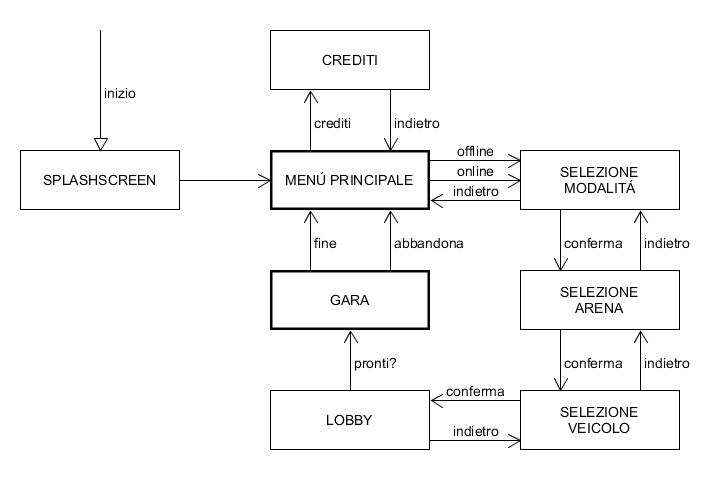 CREDITI
inizio
crediti
indietro
SPLASHSCREEN
MENÚ PRINCIPALE
offline
online
indietro
SELEZIONE
MODALITÁ
fine
abbandona
conferma
indietro
GARA
SELEZIONE
ARENA
pronti?
conferma
indietro
LOBBY
conferma
indietro
SELEZIONE
VEICOLO